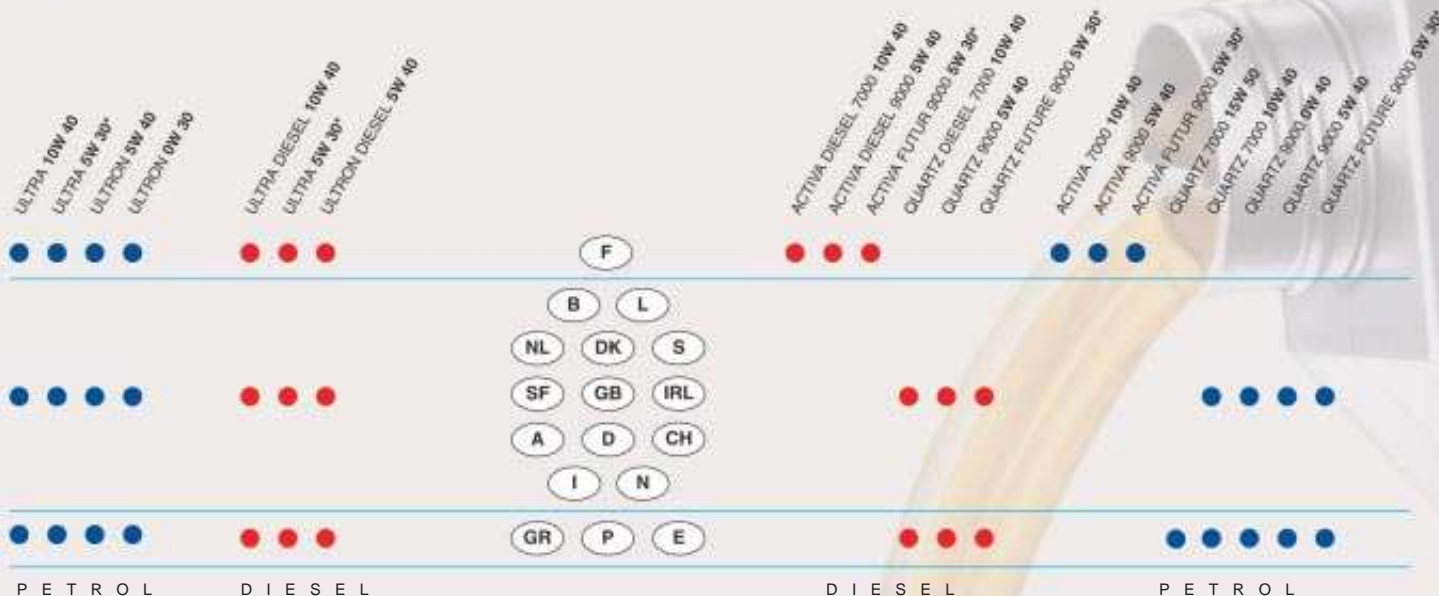 ULTRA 10W 40
ULTRA 5W 30*
ULTRON 5W 40
ULTRON 0W 30
ULTRA DIESEL 10W 40
ULTRA 5W 30*
ULTRON DIESEL 5W 40
ACTIVA DIESEL 7000 10W 40
ACTIVA DIESEL 9000 5W 40
ACTIVA FUTUR 9000 5W 30*
QUARTZ DIESEL 7000 10W 40
QUARTZ 9000 5W 40
QUARTZ FUTURE 9000 5W 30*
ACTIVA 7000 10W 40
ACTIVA 9000 5W 40
ACTIVA FUTUR 9000 5W 30*
QUARTZ 7000 15W 50
QUARTZ 7000 10W 40
QUARTZ 9000 0W 40
QUARTZ 9000 5W 40
QUARTZ FUTURE 9000 5W 30*
F
B L
NL DK S
SF GB IRL
A D CH
I N
GR P E
PETROL DIESEL DIESEL PETROL